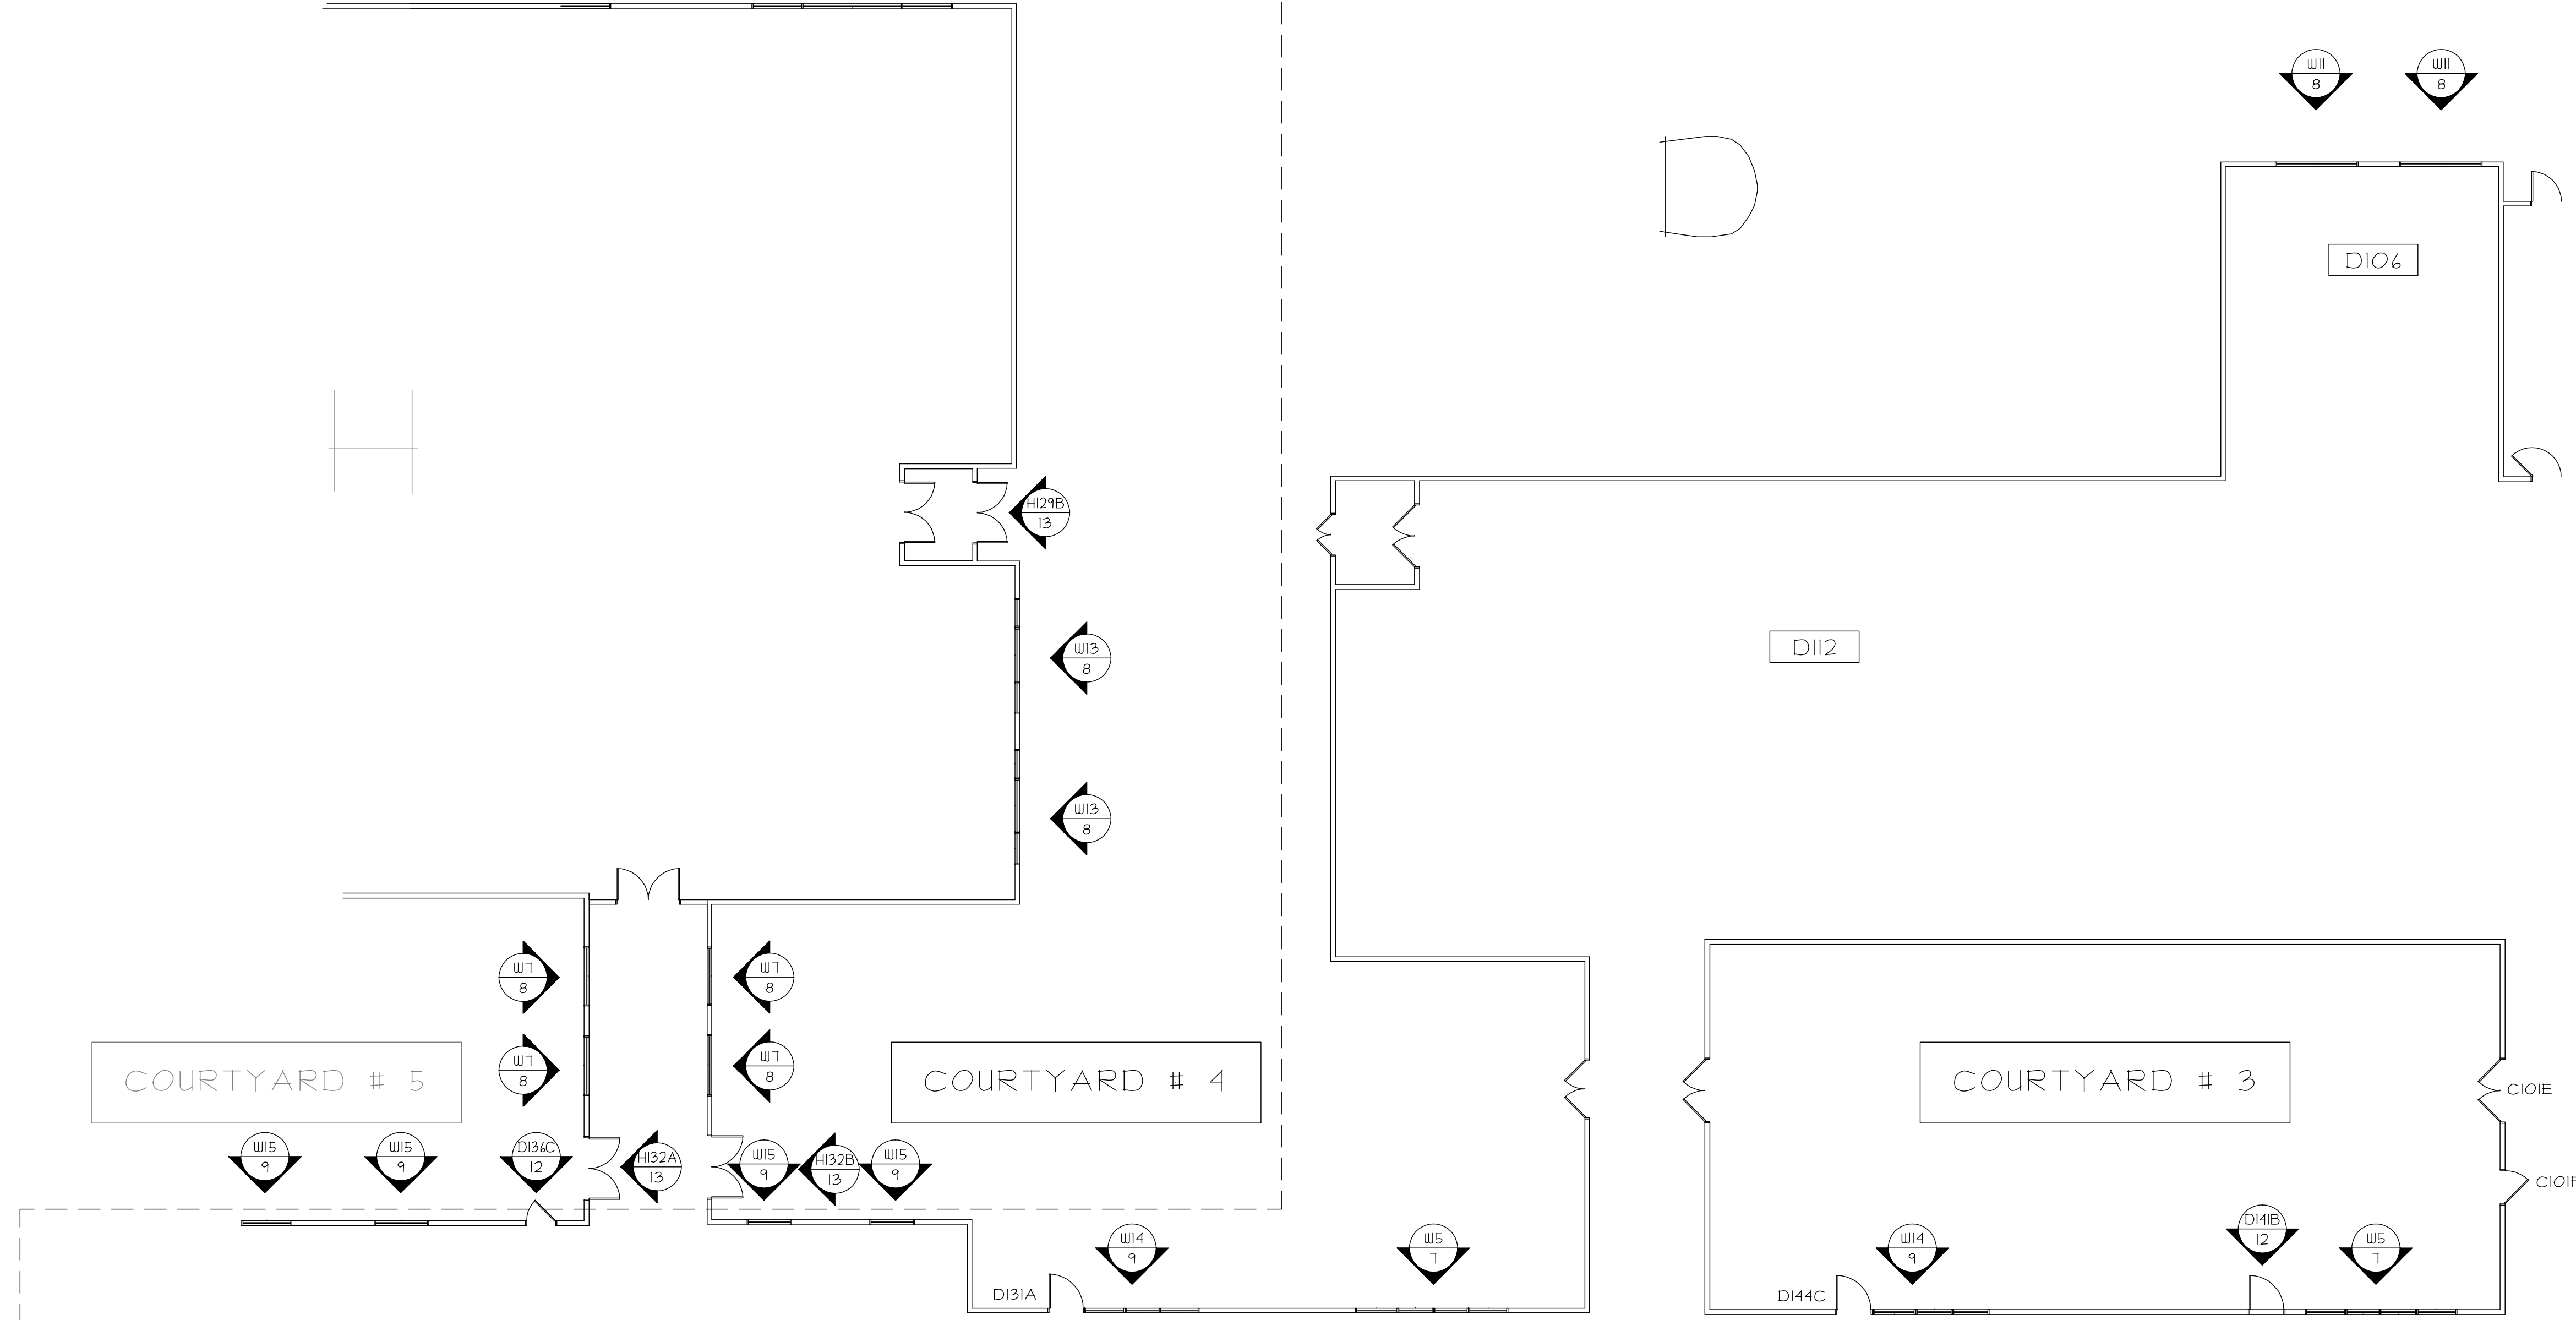 W11
8
W11
8
D
D106
H
H129B
13
W13
8
D112
W13
8
W7
8
W7
8
W7
8
W7
8
COURTYARD # 5
COURTYARD # 4
COURTYARD # 3
C101E
W15
9
W15
9
D136C
12
H132A
13
W15
9
H132B
13
W15
9
C101F
W14
9
W5
7
W14
9
D141B
12
W5
7
D131A
D144C